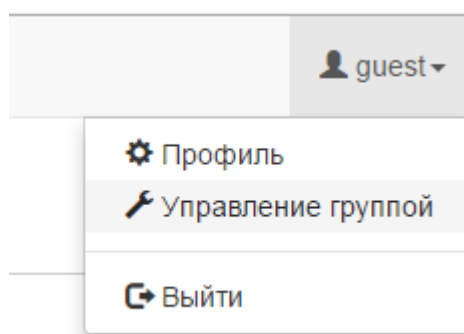 guest
Профиль
Управление группой
Выйти